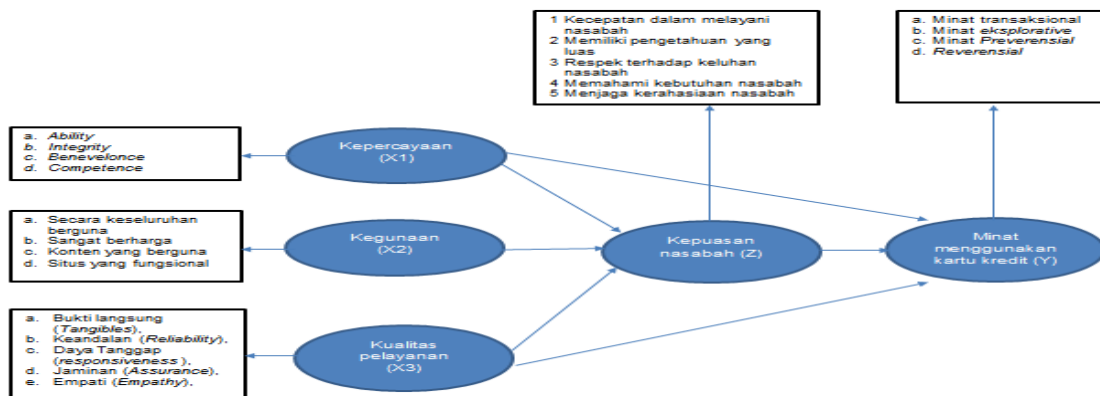 1 Kecepatan dalam melayani
nasabah
2 Memiliki pengetahuan yang
luas
3 Respek terhadap keluhan
nasabah
4 Memahami kebutuhan nasabah
5 Menjaga kerahasiaan nasabah
a. Minat transaksional
b. Minat eksplorative
c. Minat Preverensial
d. Reverensial
a. Ability
b. Integrity
c. Benevelonce
d. Competence
Kepercayaan
(X1)
a. Secara keseluruhan
berguna
b. Sangat berharga
c. Konten yang berguna
d. Situs yang fungsional
Kegunaan
(X2)
Kepuasan
nasabah (Z)
Minat
menggunakan
kartu kredit (Y)
a. Bukti langsung
(Tangibles),
b. Keandalan (Reliability),
c. Daya Tanggap
(responsiveness ),
d. Jaminan (Assurance),
e. Empati (Empathy),
Kualitas
pelayanan
(X3)